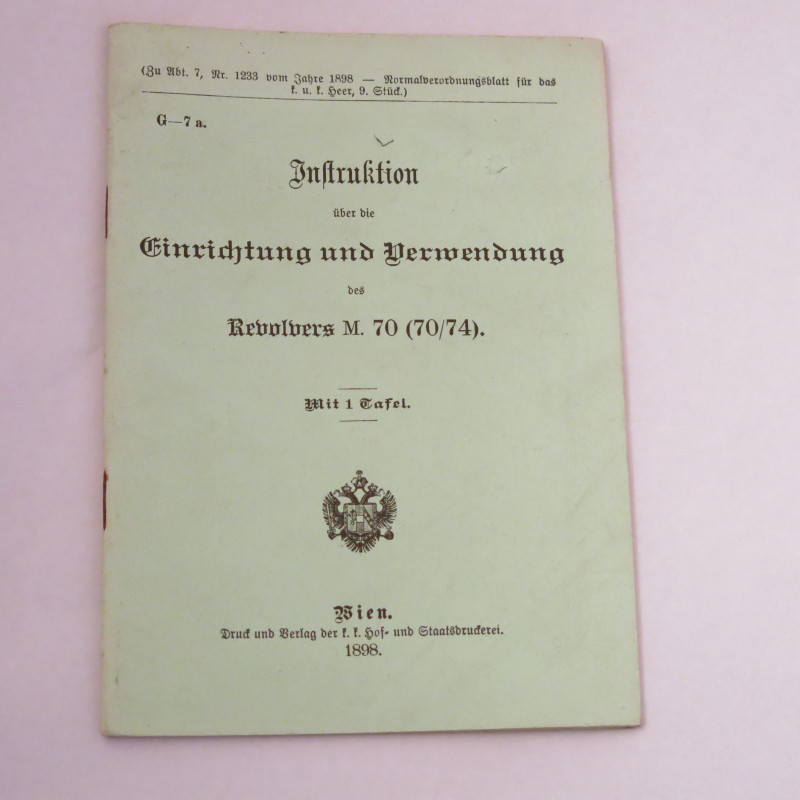 (Zu Abt. 7, Nr. 1233 vom Jahre 1898 — Normalverordnungsblatt für das
k. u. k. Heer, 9. Stück.)
G—7 a.
Instruktion
über die
Einrichtung und Verwendung
des
Revolvers M. 70 (70/74).
Mit 1 Tafel.
Wien.
Druck und Verlag der k. k. Hof- und Staatsdruckerei.
1898.